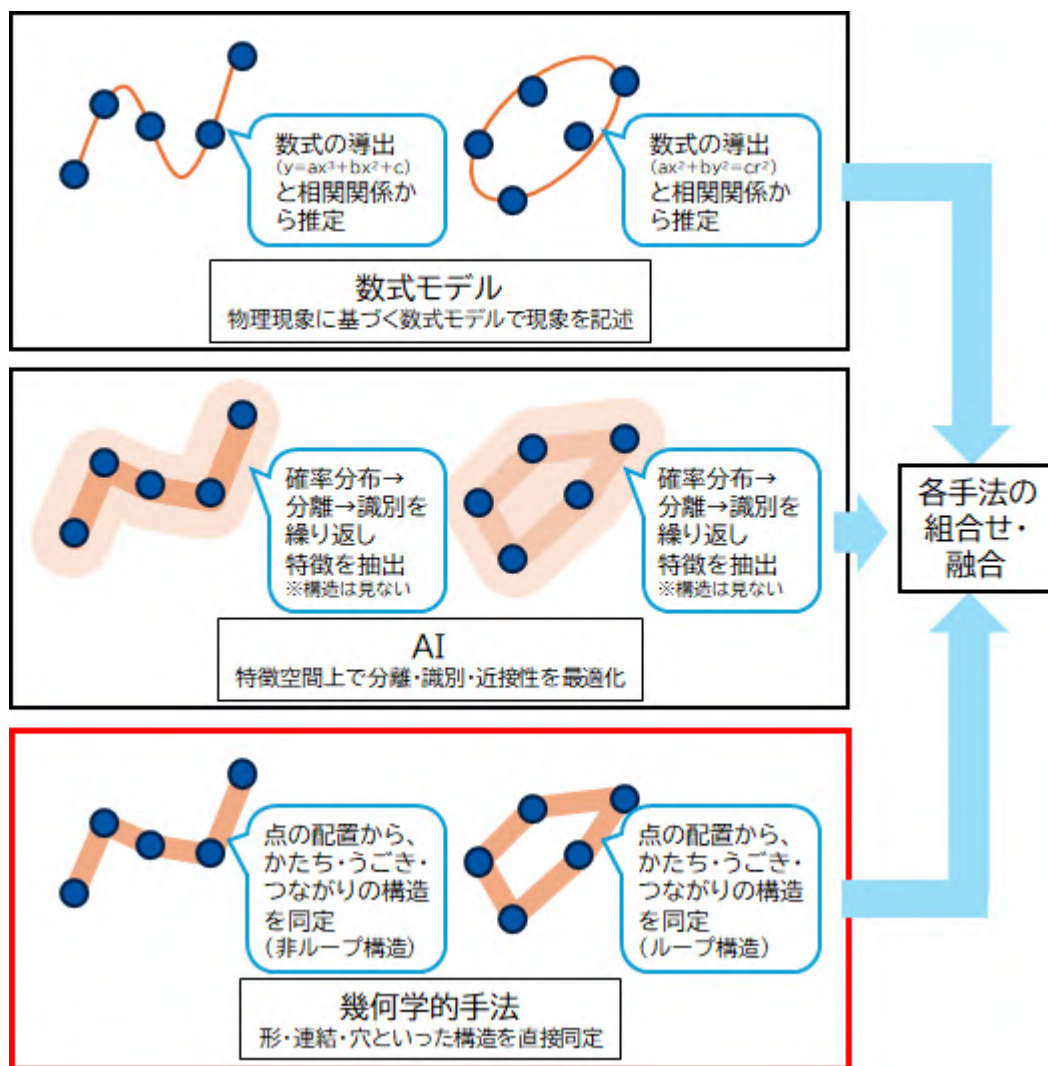 数式の導出
(y=ax³+bx²+c)
と相関関係か
ら推定
数式の導出
(ax²+by²=cr²)
と相関関係か
ら推定
数式モデル
物理現象に基づく数式モデルで現象を記述
確率分布→
分離→識別を
繰り返し
特徴を抽出
※構造は見ない
確率分布→
分離→識別を
繰り返し
特徴を抽出
※構造は見ない
AI
特徴空間上で分離・識別・近接性を最適化
点の配置から、
かたち・うごき・
つながりの構造
を同定
(非ループ構造)
点の配置から、
かたち・うごき・
つながりの構造
を同定
(ループ構造)
幾何学的手法
形・連結・穴といった構造を直接同定
各手法の
組合せ・
融合